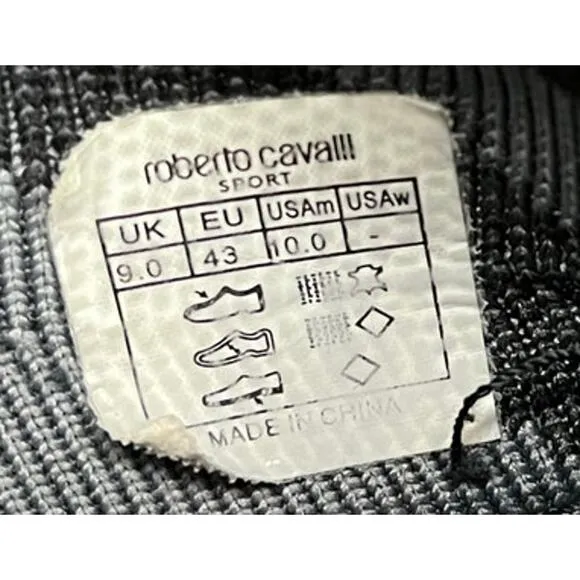 roberto cavalli
SPORT
UK EU USAm USAw
9.0 43 10.0 -
MADE IN CHINA